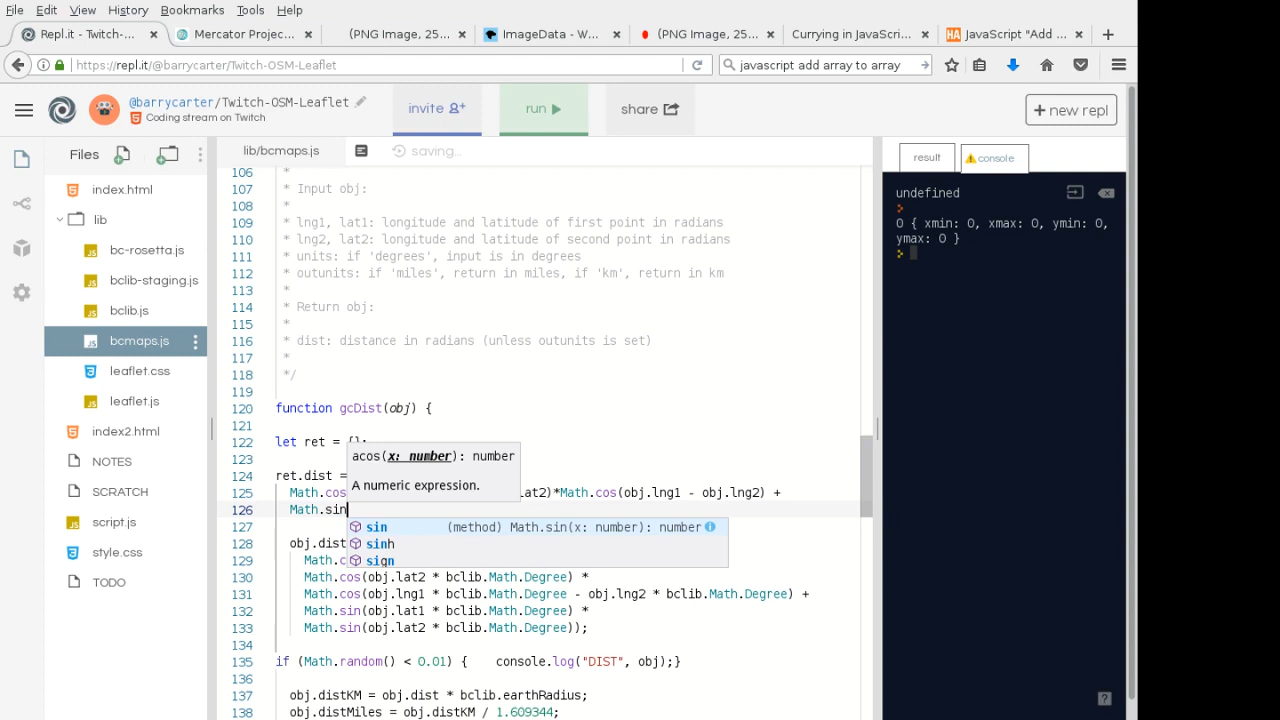 File Edit View History Bookmarks Tools Help
Repl.it - Twitch- × Mercator Projec... × (PNG Image, 25... × ImageData - W... × (PNG Image, 25... × Currying in JavaScri... × HA JavaScript "Add ... × +
https://repl.it/@barrycarter/Twitch-OSM-Leaflet
javascript add array to array
@barrycarter/Twitch-OSM-Leaflet
Coding stream on Twitch
invite
run
share
+ new repl
Files
lib/bcmaps.js
saving...
result
console
index.html
lib
bc-rosetta.js
bclib-staging.js
bclib.js
bcmaps.js
leaflet.css
leaflet.js
index2.html
NOTES
SCRATCH
script.js
style.css
TODO
106 *
107 * Input obj:
108 *
109 * lng1, lat1: longitude and latitude of first point in radians
110 * lng2, lat2: longitude and latitude of second point in radians
111 * units: if 'degrees', input is in degrees
112 * outunits: if 'miles', return in miles, if 'km', return in km
113 *
114 * Return obj:
115 *
116 * dist: distance in radians (unless outunits is set)
117 *
118 */
119
120 function gcDist(obj) {
121
122 let ret = {};
123
acos(x: number): number
A numeric expression.
124 ret.dist =
125 Math.cos lat2)*Math.cos(obj.lng1 - obj.lng2) +
126 Math.sin
sin (method) Math.sin(x: number): number
sinh
sign
127
128 obj.dist
129 Math.c
130 Math.cos(obj.lat2 * bclib.Math.Degree) *
131 Math.cos(obj.lng1 * bclib.Math.Degree - obj.lng2 * bclib.Math.Degree) +
132 Math.sin(obj.lat1 * bclib.Math.Degree) *
133 Math.sin(obj.lat2 * bclib.Math.Degree));
134
135 if (Math.random() < 0.01) { console.log("DIST", obj);}
136
137 obj.distKM = obj.dist * bclib.earthRadius;
138 obj.distMiles = obj.distKM / 1.609344;
undefined
>
O { xmin: 0, xmax: 0, ymin: 0,
ymax: 0 }
>